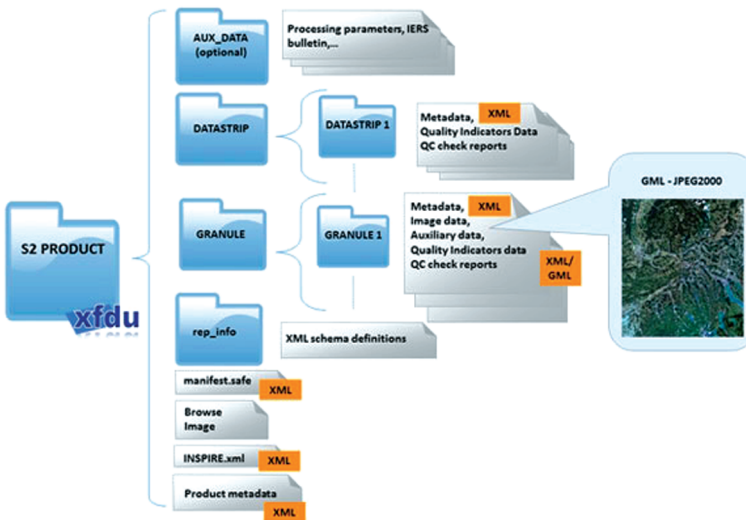 AUX_DATA
(optional)
Processing parameters, IERS
bulletin,...
DATASTRIP
DATASTRIP 1
Metadata,
XML
Quality Indicators Data
QC check reports
GML - JPEG2000
S2 PRODUCT
xfdu
GRANULE
GRANULE 1
Metadata,
XML
Image data,
Auxiliary data,
Quality Indicators data
QC check reports
XML/
GML
rep_info
XML schema definitions
manifest.safe
XML
Browse
Image
INSPIRE.xml
XML
Product metadata
XML